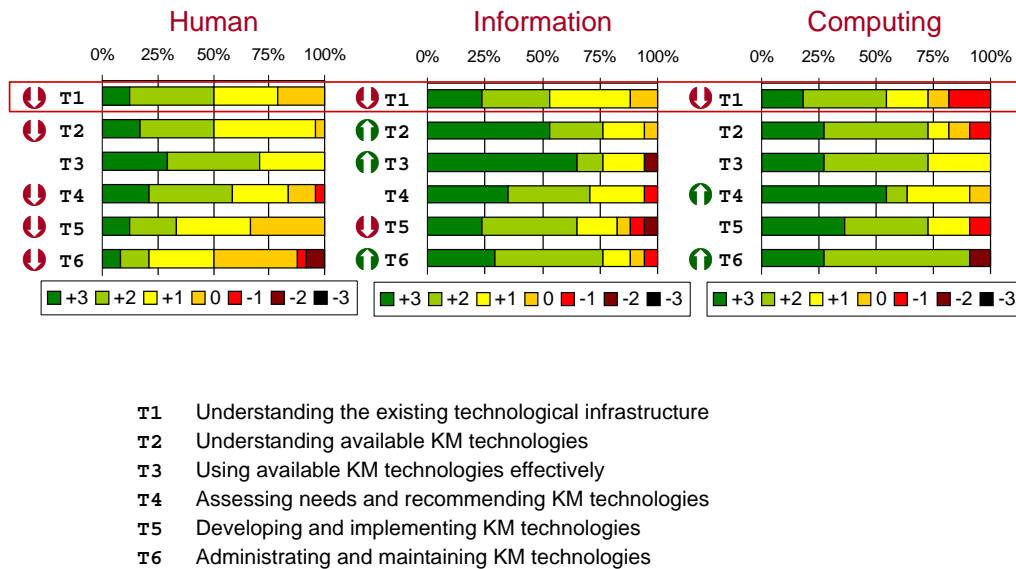 Human Information Computing
0% 25% 50% 75% 100% 0% 25% 50% 75% 100% 0% 25% 50% 75% 100%
T1 T1 T1
T2 T2 T2
T3 T3 T3
T4 T4 T4
T5 T5 T5
T6 T6 T6
+3 +2 +1 0 -1 -2 -3 +3 +2 +1 0 -1 -2 -3 +3 +2 +1 0 -1 -2 -3
T1 Understanding the existing technological infrastructure
T2 Understanding available KM technologies
T3 Using available KM technologies effectively
T4 Assessing needs and recommending KM technologies
T5 Developing and implementing KM technologies
T6 Administrating and maintaining KM technologies